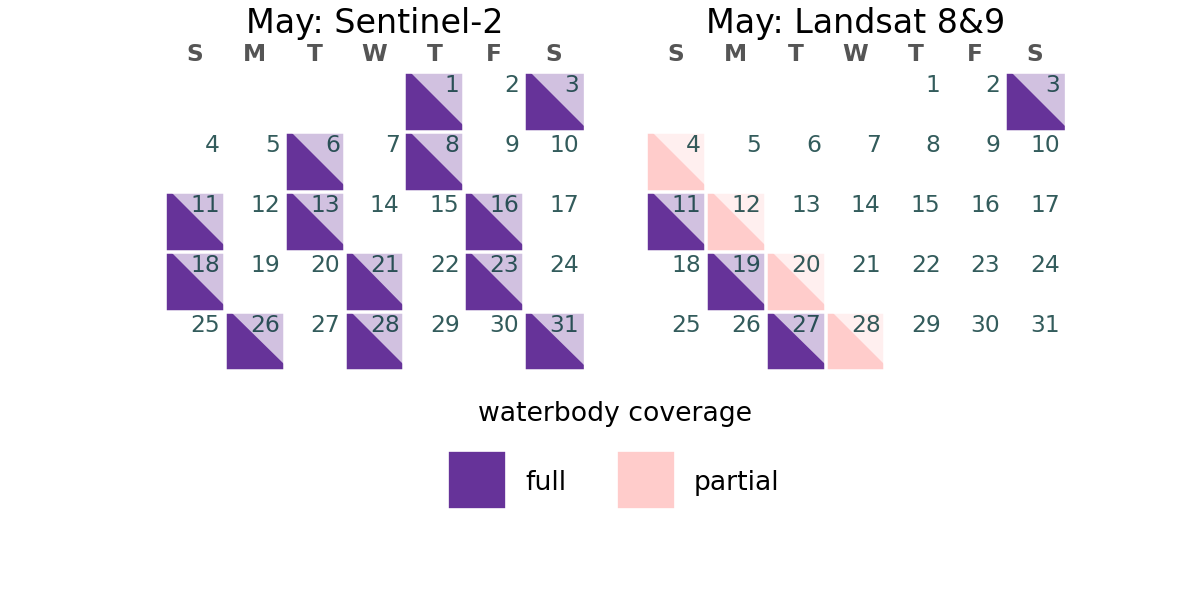 May: Sentinel-2
S M T W T F S
1 2 3
4 5 6 7 8 9 10
11 12 13 14 15 16 17
18 19 20 21 22 23 24
25 26 27 28 29 30 31
May: Landsat 8&9
S M T W T F S
1 2 3
4 5 6 7 8 9 10
11 12 13 14 15 16 17
18 19 20 21 22 23 24
25 26 27 28 29 30 31
waterbody coverage
full
partial